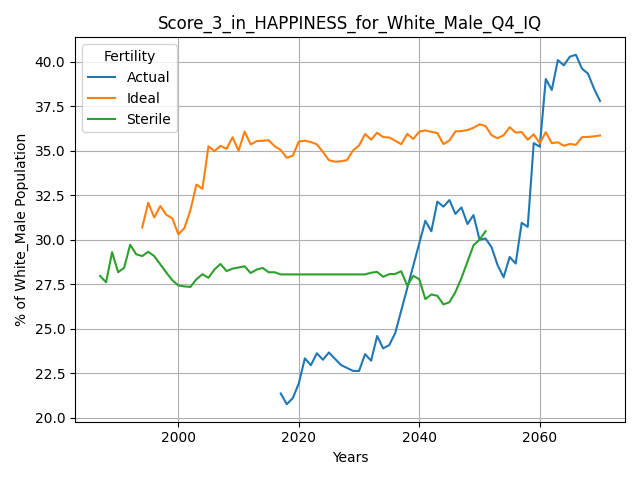 Score_3_in_HAPPINESS_for_White_Male_Q4_IQ
Fertility
Actual
Ideal
Sterile
% of White_Male Population
40.0
37.5
35.0
32.5
30.0
27.5
25.0
22.5
20.0
2000
2020
2040
2060
Years